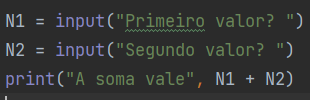 N1 = input("Primeiro valor? ")
N2 = input("Segundo valor? ")
print("A soma vale", N1 + N2)